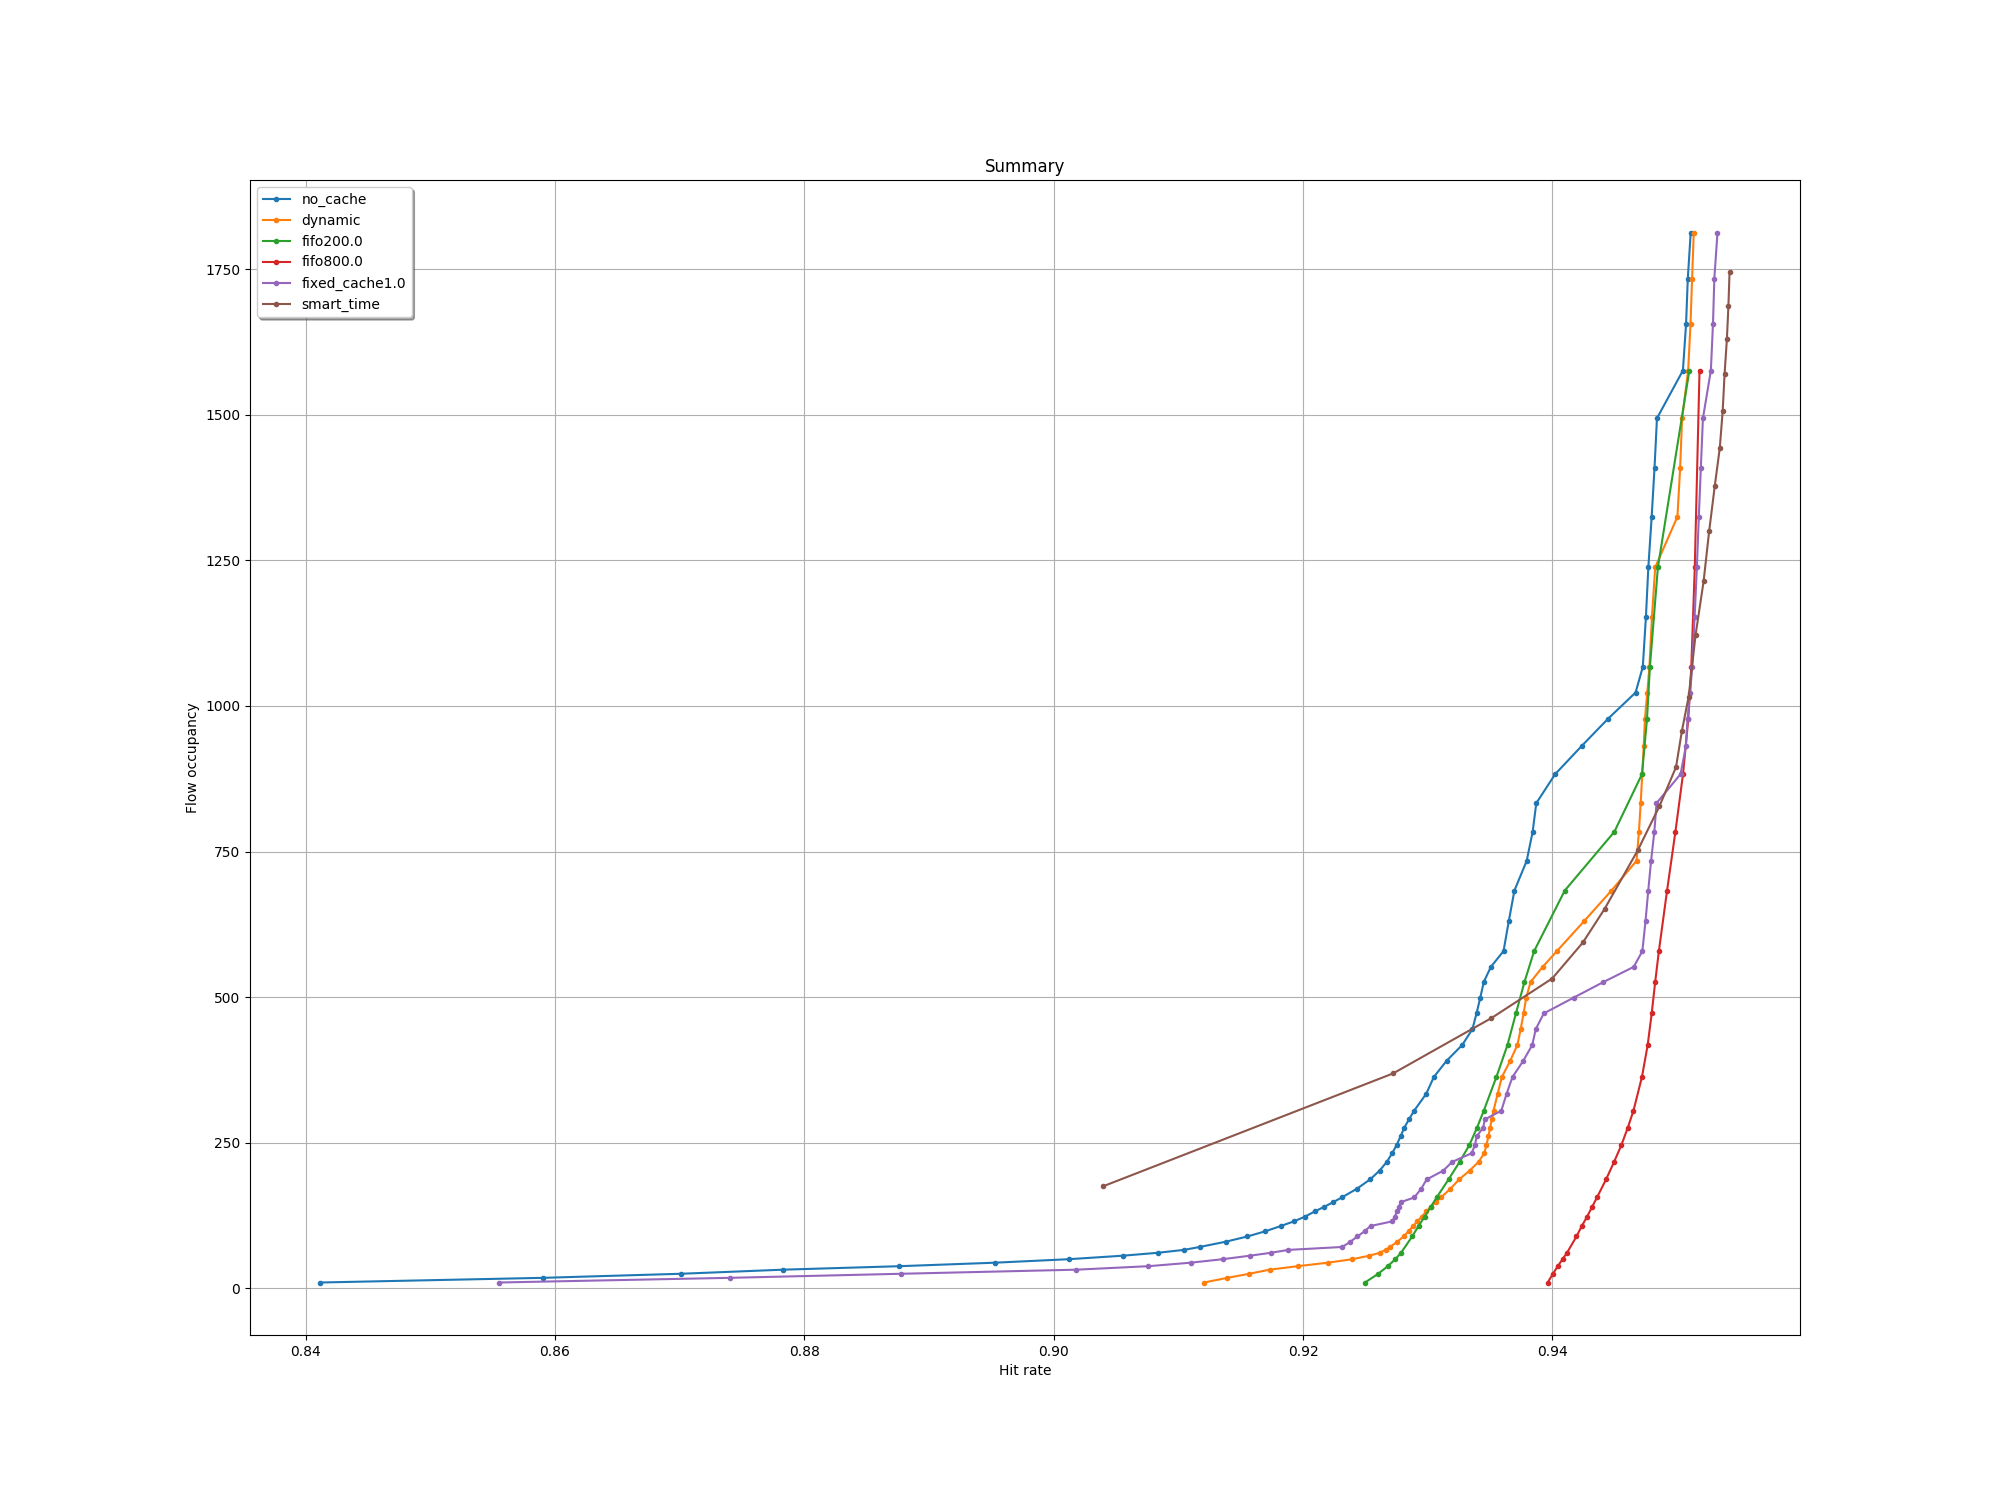 Summary
no_cache
dynamic
fifo200.0
fifo800.0
fixed_cache1.0
smart_time
1750
1500
1250
1000
750
500
250
0
Flow occupancy
0.84 0.86 0.88 0.90 0.92 0.94
Hit rate